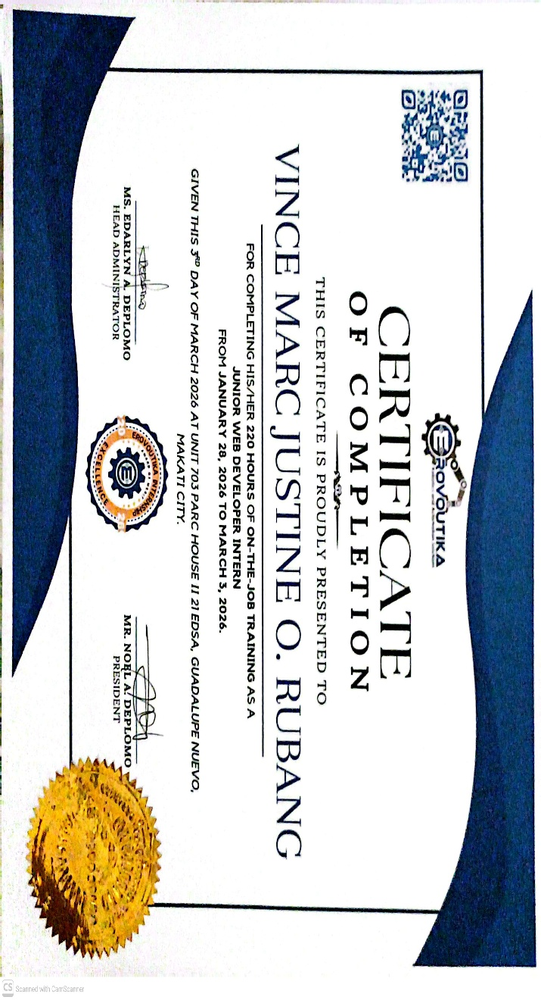 EROVOUTIKA
CERTIFICATE
OF COMPLETION
THIS CERTIFICATE IS PROUDLY PRESENTED TO
VINCE MARC JUSTINE O. RUBANG
FOR COMPLETING HIS/HER 220 HOURS OF ON-THE-JOB TRAINING AS A
JUNIOR WEB DEVELOPER INTERN
FROM JANUARY 28, 2026 TO MARCH 3, 2026.
GIVEN THIS 3RD DAY OF MARCH 2026 AT UNIT 703 PARC HOUSE II 21 EDSA, GUADALUPE NUEVO,
MAKATI CITY.
MS. EDARLYN A. DEPLOMO
HEAD ADMINISTRATOR
EROVOUTIKA INTERNSHIP
EXCELLENCE
MR. NOEL A. DEPLOMO
PRESIDENT
CS Scanned with CamScanner